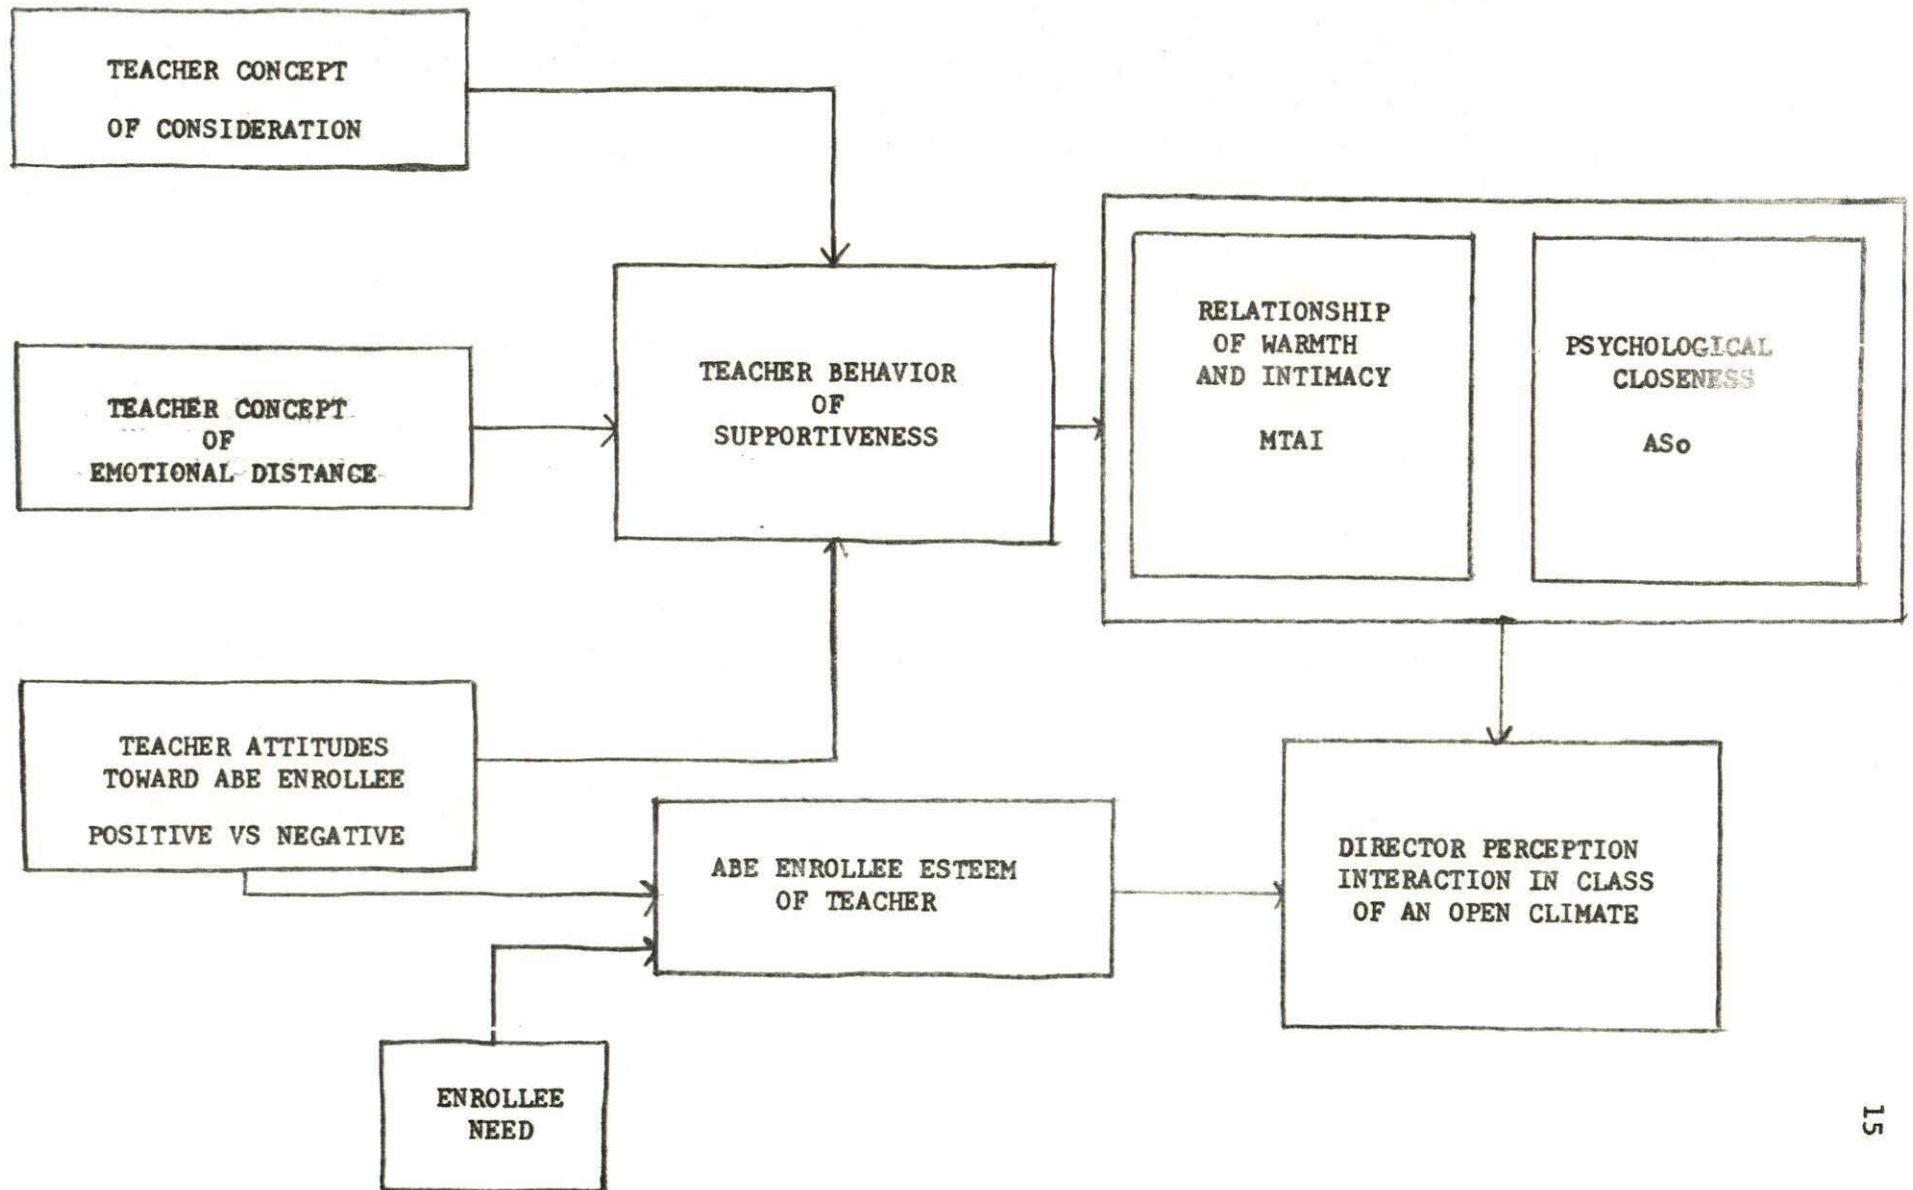 TEACHER CONCEPT
OF CONSIDERATION
TEACHER CONCEPT
OF
EMOTIONAL DISTANCE
TEACHER ATTITUDES
TOWARD ABE ENROLLEE
POSITIVE VS NEGATIVE
ENROLLEE
NEED
TEACHER BEHAVIOR
OF
SUPPORTIVENESS
ABE ENROLLEE ESTEEM
OF TEACHER
RELATIONSHIP
OF WARMTH
AND INTIMACY
MTAI
PSYCHOLOGICAL
CLOSENESS
ASo
DIRECTOR PERCEPTION
INTERACTION IN CLASS
OF AN OPEN CLIMATE
15